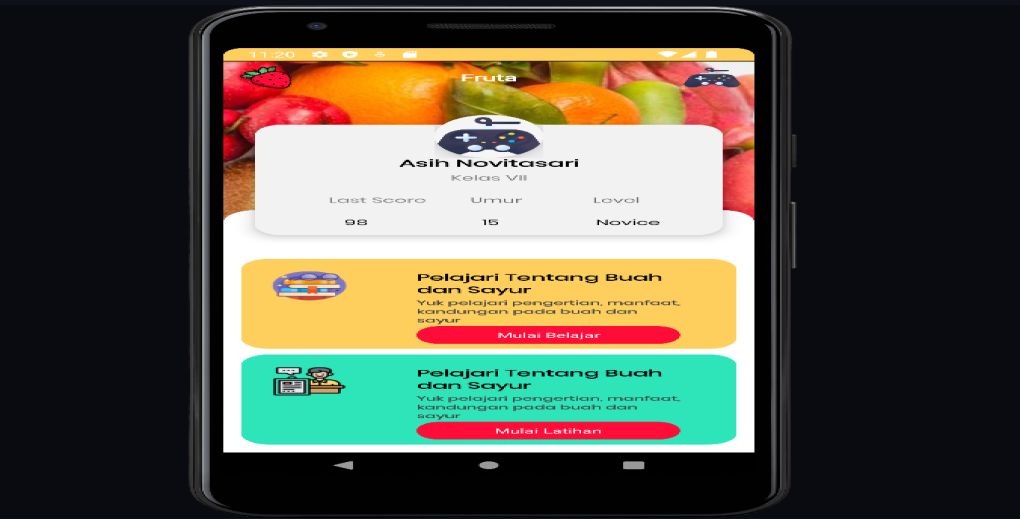 11:20
Fruta
Asih Novitasari
Kelas VII
Last Score Umur Level
98 15 Novice
Pelajari Tentang Buah
dan Sayur
Yuk pelajari pengertian, manfaat,
kandungan pada buah dan
sayur
Mulai Belajar
Pelajari Tentang Buah
dan Sayur
Yuk pelajari pengertian, manfaat,
kandungan pada buah dan
sayur
Mulai Latihan